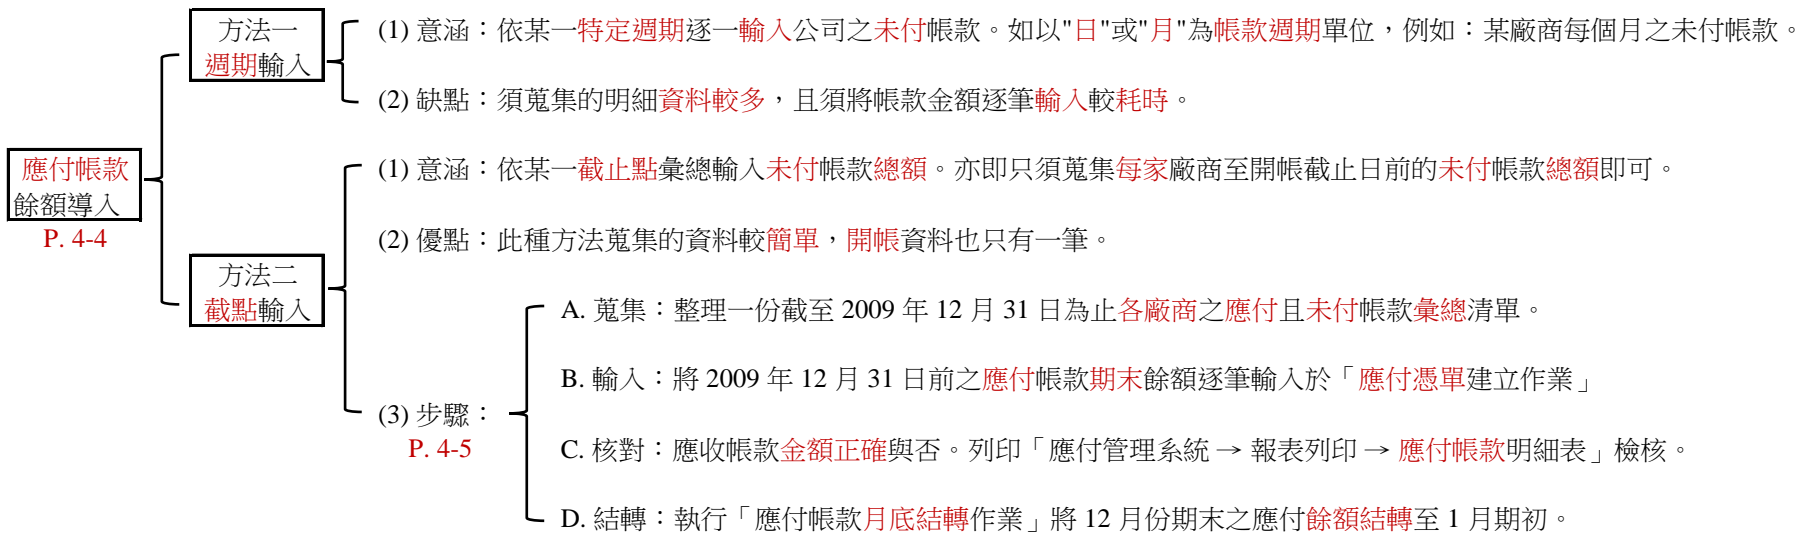 應付帳款
餘額導入
P. 4-4
方法一
週期輸入
(1) 意涵：依某一特定週期逐一輸入公司之未付帳款。如以"日"或"月"為帳款週期單位，例如：某廠商每個月之未付帳款。
(2) 缺點：須蒐集的明細資料較多，且須將帳款金額逐筆輸入較耗時。
方法二
截點輸入
(1) 意涵：依某一截止點彙總輸入未付帳款總額。亦即只須蒐集每家廠商至開帳截止日前的未付帳款總額即可。
(2) 優點：此種方法蒐集的資料較簡單，開帳資料也只有一筆。
(3) 步驟：
P. 4-5
A. 蒐集：整理一份截至 2009 年 12 月 31 日為止各廠商之應付且未付帳款彙總清單。
B. 輸入：將 2009 年 12 月 31 日前之應付帳款期末餘額逐筆輸入於「應付憑單建立作業」
C. 核對：應收帳款金額正確與否。列印「應付管理系統 → 報表列印 → 應付帳款明細表」檢核。
D. 結轉：執行「應付帳款月底結轉作業」將 12 月份期末之應付餘額結轉至 1 月期初。